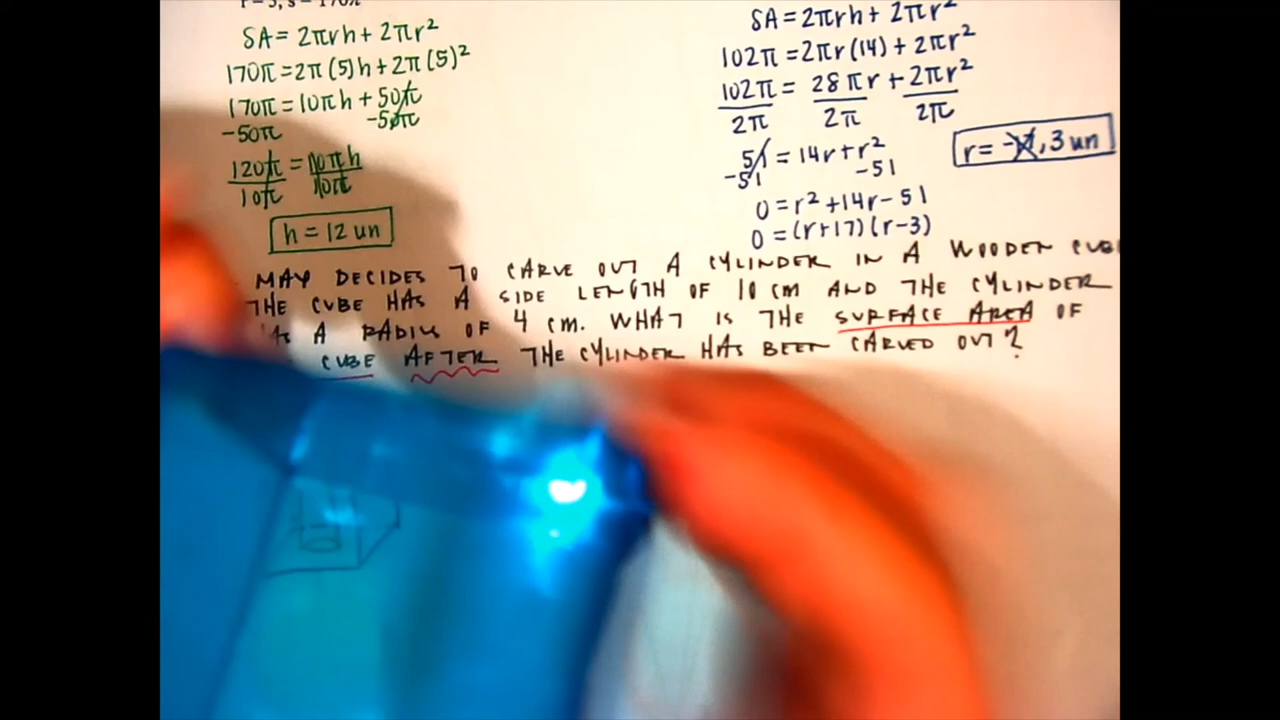 SA = 2πrh + 2πr²
170π = 2π(5)h + 2π(5)²
170π = 10πh + 50π
-50π -50π
120π = 10πh
10π 10π
h = 12 un
SA = 2πrh + 2πr²
102π = 2πr(14) + 2πr²
102π = 28πr + 2πr²
2π 2π 2π
51 = 14r + r²
-51 -51
0 = r² + 14r - 51
0 = (r+17)(r-3)
r = -17, 3 un
MAY DECIDES TO CARVE OUT A CYLINDER IN A WOODEN
THE CUBE HAS A SIDE LENGTH OF 10 CM AND THE CYLINDER
A RADIUS OF 4 CM. WHAT IS THE SURFACE AREA OF
CUBE AFTER THE CYLINDER HAS BEEN CARVED OUT?